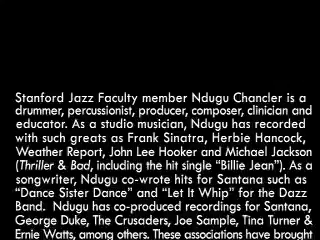 Stanford Jazz Faculty member Ndugu Chancler is a
drummer, percussionist, producer, composer, clinician and
educator. As a studio musician, Ndugu has recorded
with such greats as Frank Sinatra, Herbie Hancock,
Weather Report, John Lee Hooker and Michael Jackson
(Thriller & Bad, including the hit single “Billie Jean”). As a
songwriter, Ndugu co-wrote hits for Santana such as
“Dance Sister Dance” and “Let It Whip” for the Dazz
Band. Ndugu has co-produced recordings for Santana,
George Duke, The Crusaders, Joe Sample, Tina Turner &
Ernie Watts, among others. These associations have brought